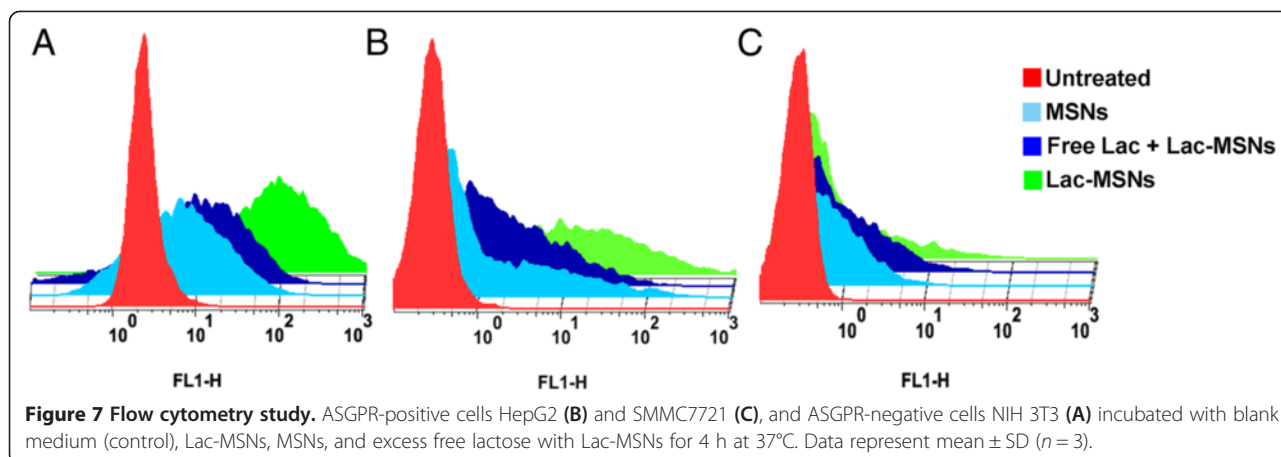 A
B
C
Untreated
MSNs
Free Lac + Lac-MSNs
Lac-MSNs
10^0 10^1 10^2 10^3
10^0 10^1 10^2 10^3
10^0 10^1 10^2 10^3
FL1-H
FL1-H
FL1-H
Figure 7 Flow cytometry study. ASGPR-positive cells HepG2 (B) and SMMC7721 (C), and ASGPR-negative cells NIH 3T3 (A) incubated with blank
medium (control), Lac-MSNs, MSNs, and excess free lactose with Lac-MSNs for 4 h at 37°C. Data represent mean ± SD (n = 3).